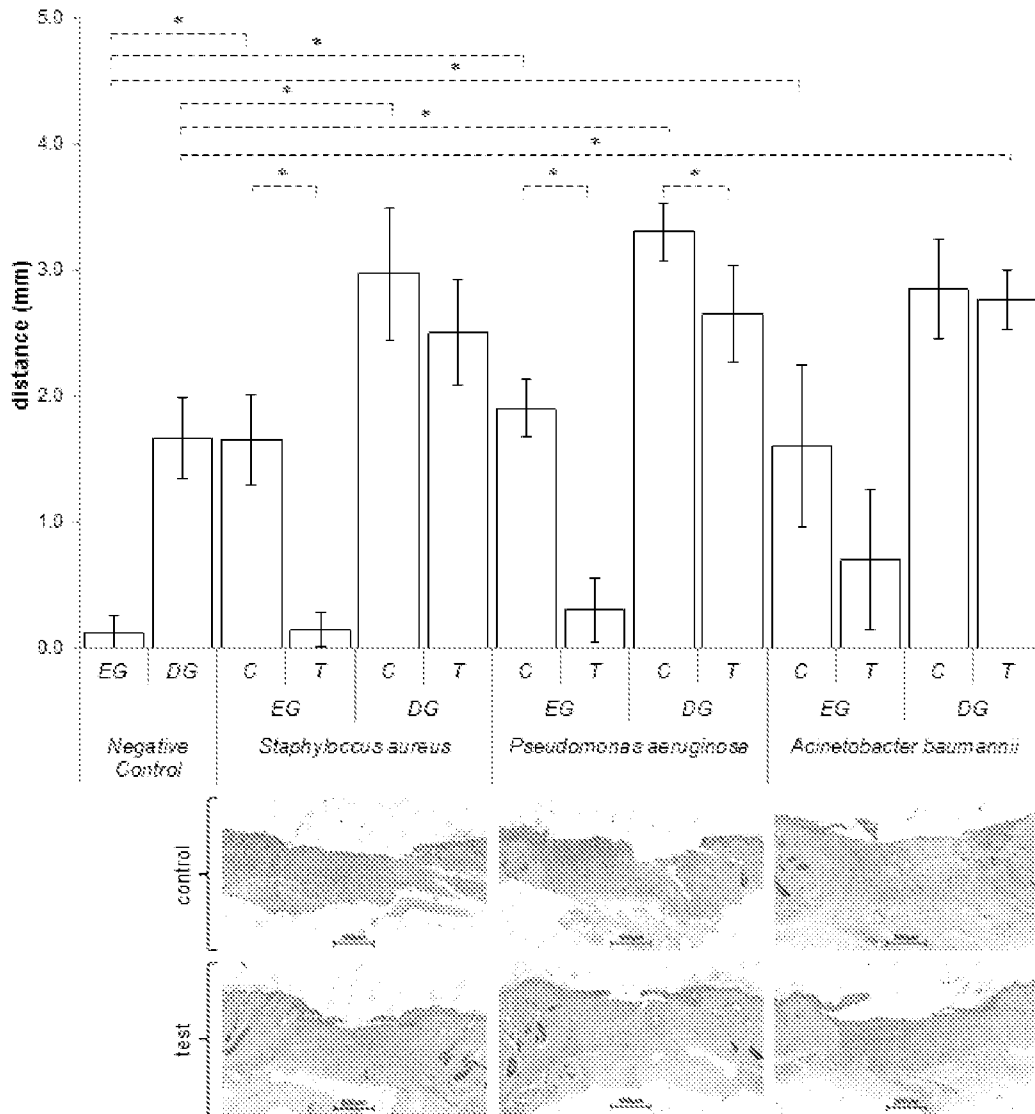 5.0
4.0
3.0
2.0
1.0
0.0
distance (mm)
* * * * * * * * *
EG DG C T C T C T C T C T C T
EG DG EG DG EG DG
Negative Control
Staphyloccus aureus
Pseudomonas aeruginosa
Acinetobacter baumannii
control
test